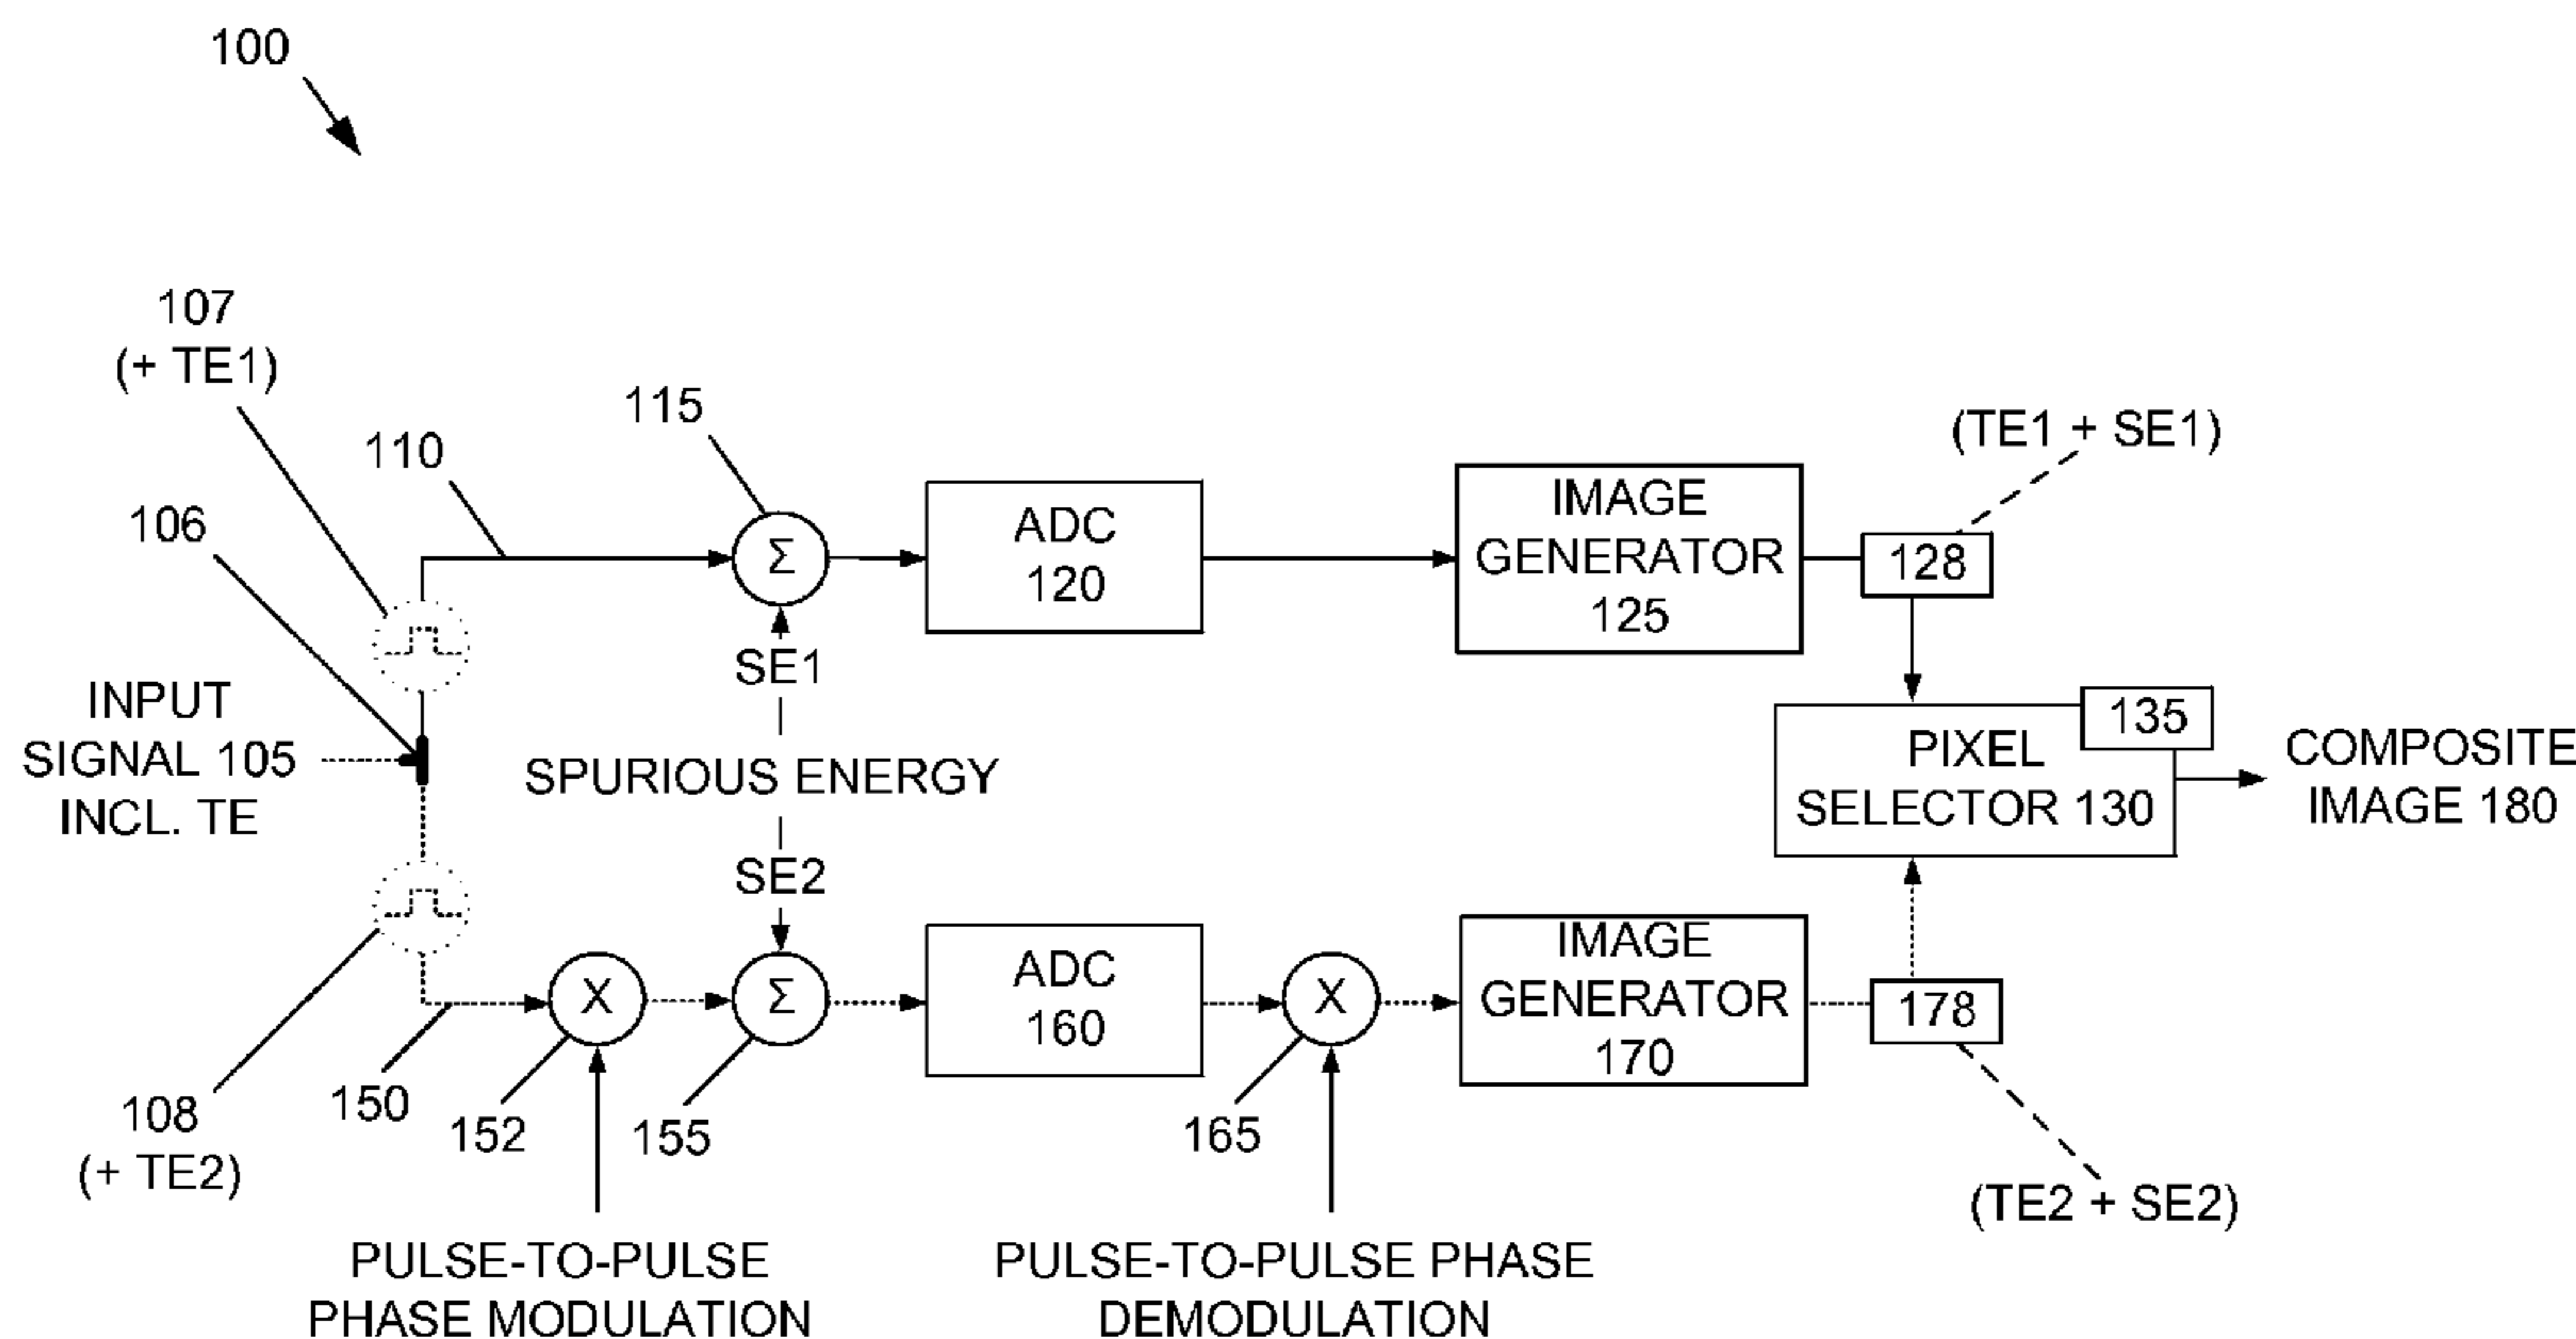 100
107
(+ TE1)
110
115
106
ADC
120
IMAGE
GENERATOR
125
(TE1 + SE1)
128
Σ
SE1
INPUT
SIGNAL 105
INCL. TE
SPURIOUS ENERGY
SE2
135
PIXEL
SELECTOR 130
COMPOSITE
IMAGE 180
X
Σ
ADC
160
X
IMAGE
GENERATOR
170
178
108
(+ TE2)
150
152
155
165
(TE2 + SE2)
PULSE-TO-PULSE
PHASE MODULATION
PULSE-TO-PULSE PHASE
DEMODULATION